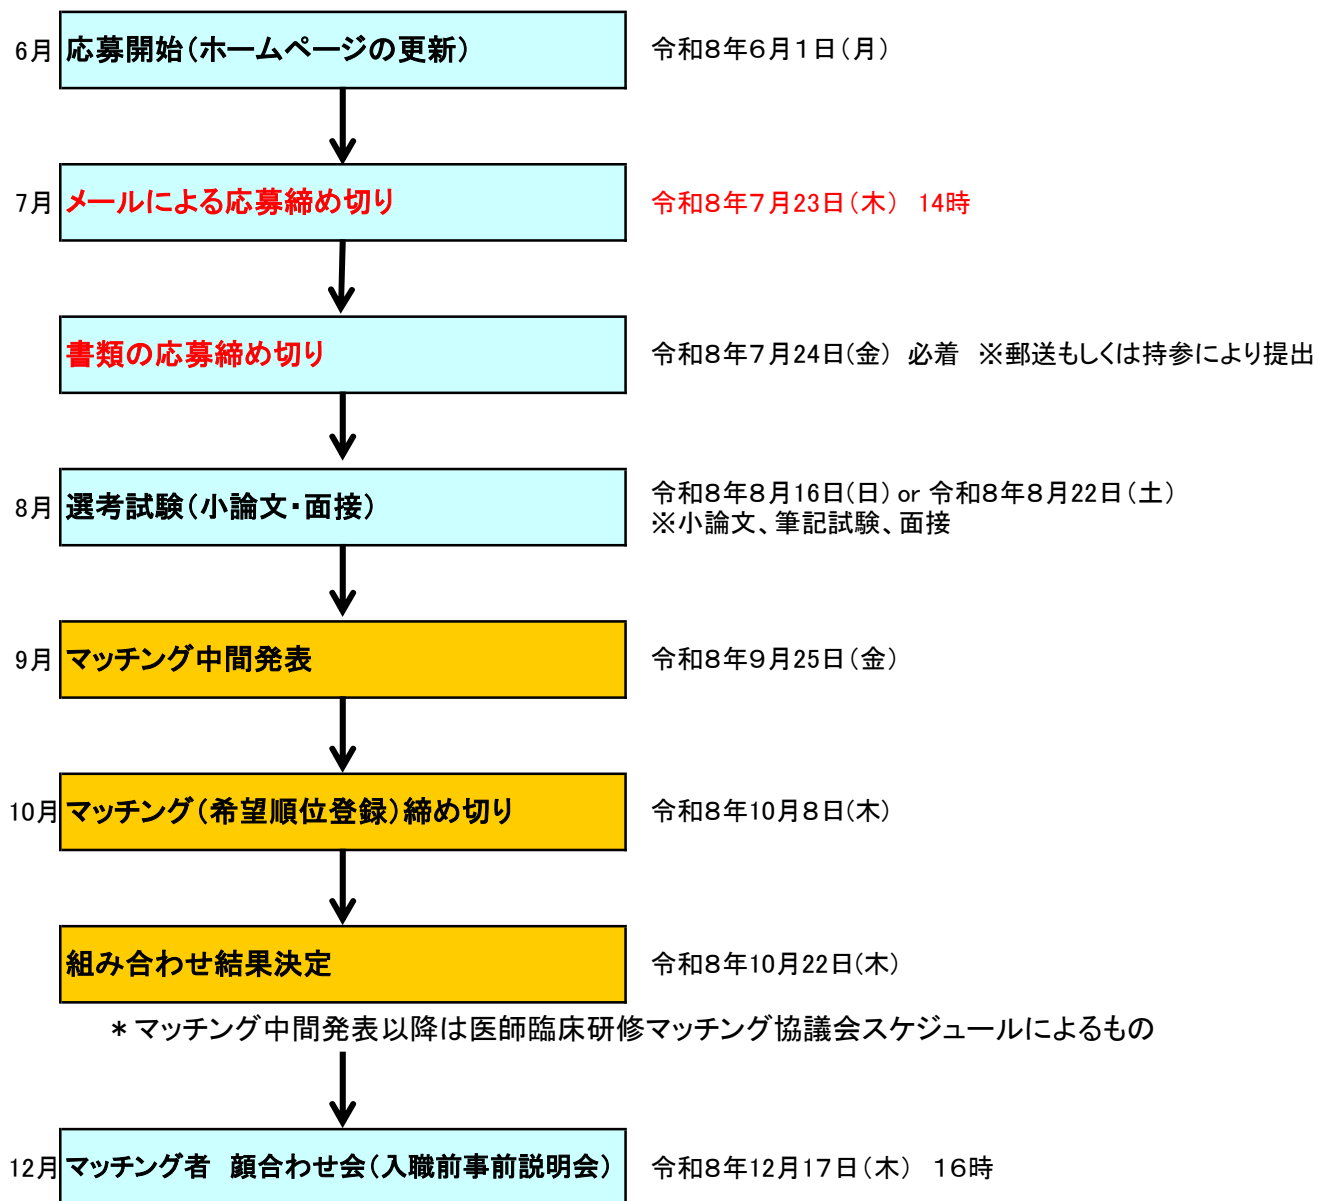 6月 応募開始（ホームページの更新） 令和８年６月１日（月）
7月 メールによる応募締め切り 令和８年７月23日（木） 14時
書類の応募締め切り 令和８年７月24日(金) 必着 ※郵送もしくは持参により提出
8月 選考試験（小論文・面接） 令和８年８月16日(日) or 令和８年８月22日（土）
※小論文、筆記試験、面接
9月 マッチング中間発表 令和８年９月25日（金）
10月 マッチング（希望順位登録）締め切り 令和８年10月８日(木)
組み合わせ結果決定 令和８年10月22日(木)
＊マッチング中間発表以降は医師臨床研修マッチング協議会スケジュールによるもの
12月 マッチング者　顔合わせ会（入職前事前説明会） 令和８年12月17日（木） １６時